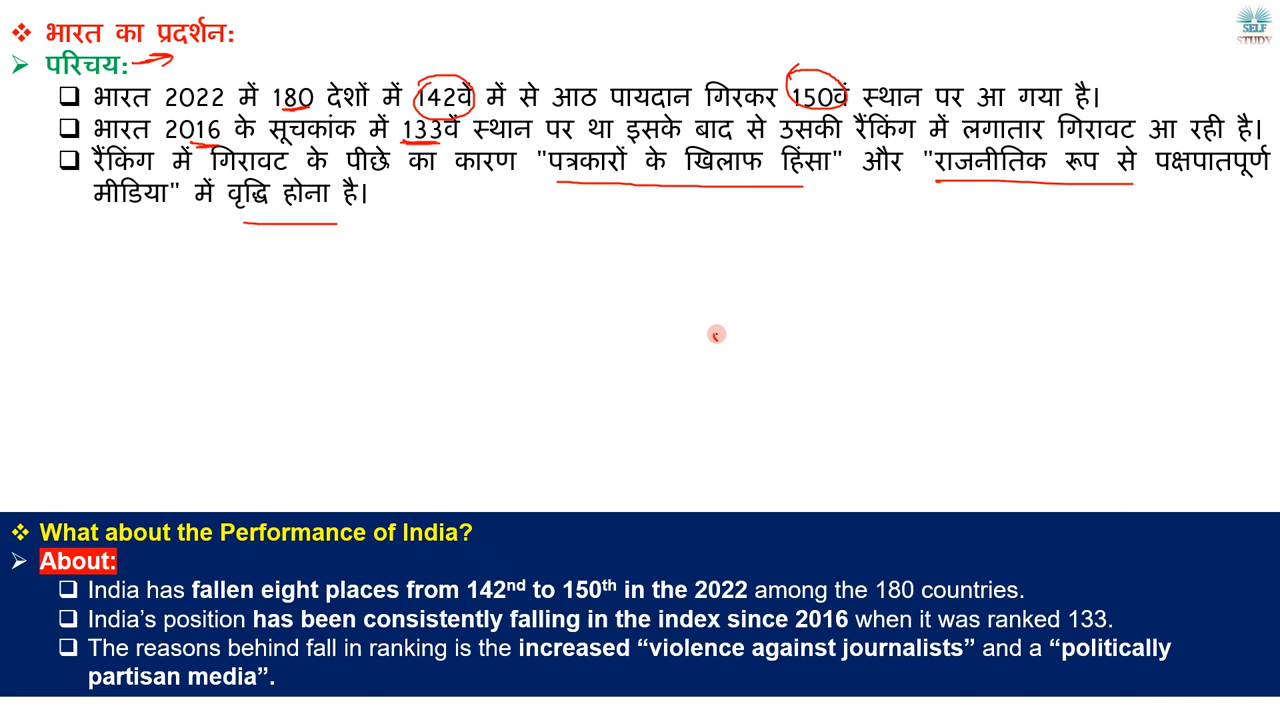 ❖ भारत का प्रदर्शन:
SELF
STUDY
➢ परिचय:
❑ भारत 2022 में 180 देशों में 142वें में से आठ पायदान गिरकर 150वें स्थान पर आ गया है।
❑ भारत 2016 के सूचकांक में 133वें स्थान पर था इसके बाद से उसकी रैंकिंग में लगातार गिरावट आ रही है।
❑ रैंकिंग में गिरावट के पीछे का कारण "पत्रकारों के खिलाफ हिंसा" और "राजनीतिक रूप से पक्षपातपूर्ण
मीडिया" में वृद्धि होना है।
❖ What about the Performance of India?
➢ About:
❑ India has fallen eight places from 142nd to 150th in the 2022 among the 180 countries.
❑ India’s position has been consistently falling in the index since 2016 when it was ranked 133.
❑ The reasons behind fall in ranking is the increased “violence against journalists” and a “politically
partisan media”.